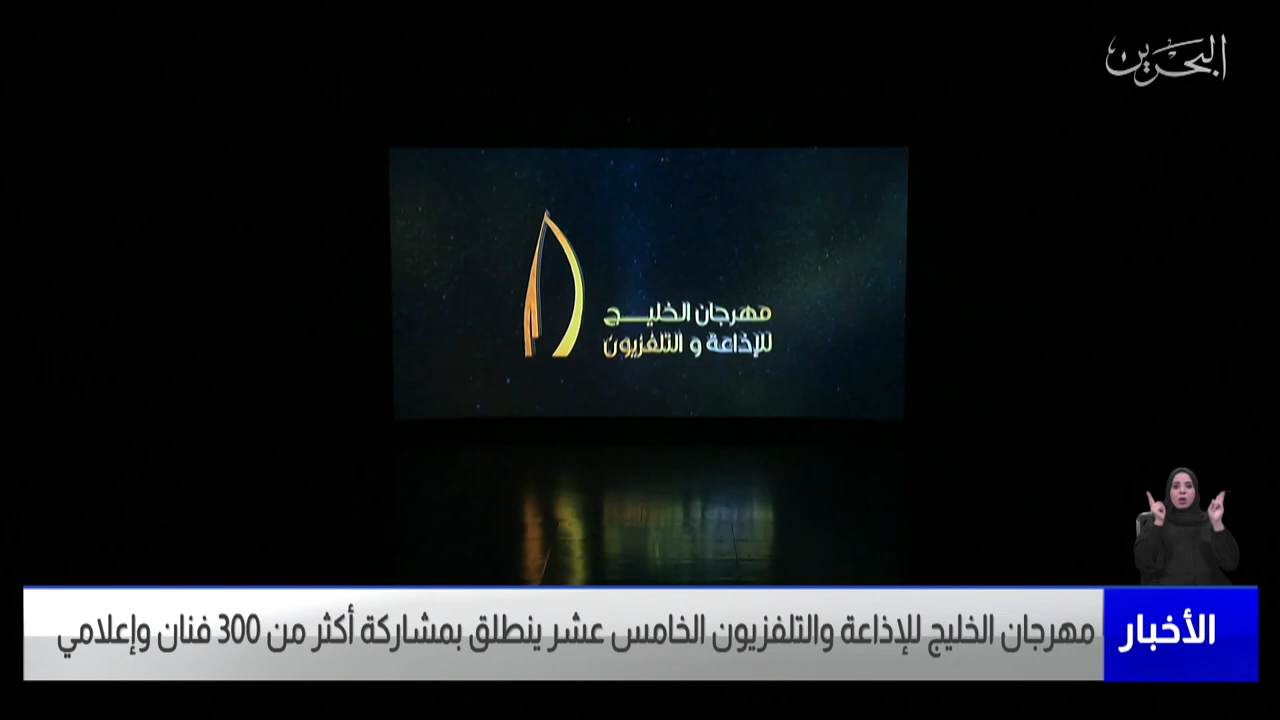 البحرين
مهرجان الخليج
للإذاعة و التلفزيون
الأخبار
مهرجان الخليج للإذاعة والتلفزيون الخامس عشر ينطلق بمشاركة أكثر من 300 فنان وإعلامي